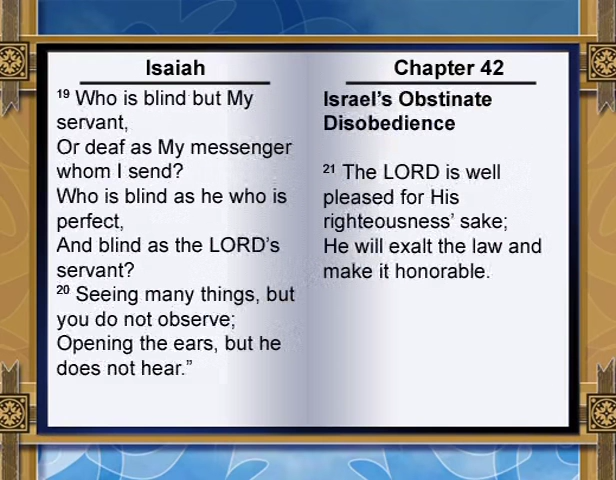 Isaiah
¹⁹ Who is blind but My
servant,
Or deaf as My messenger
whom I send?
Who is blind as he who is
perfect,
And blind as the LORD’s
servant?
²⁰ Seeing many things, but
you do not observe;
Opening the ears, but he
does not hear.”
Chapter 42
Israel’s Obstinate
Disobedience
²¹ The LORD is well
pleased for His
righteousness’ sake;
He will exalt the law and
make it honorable.